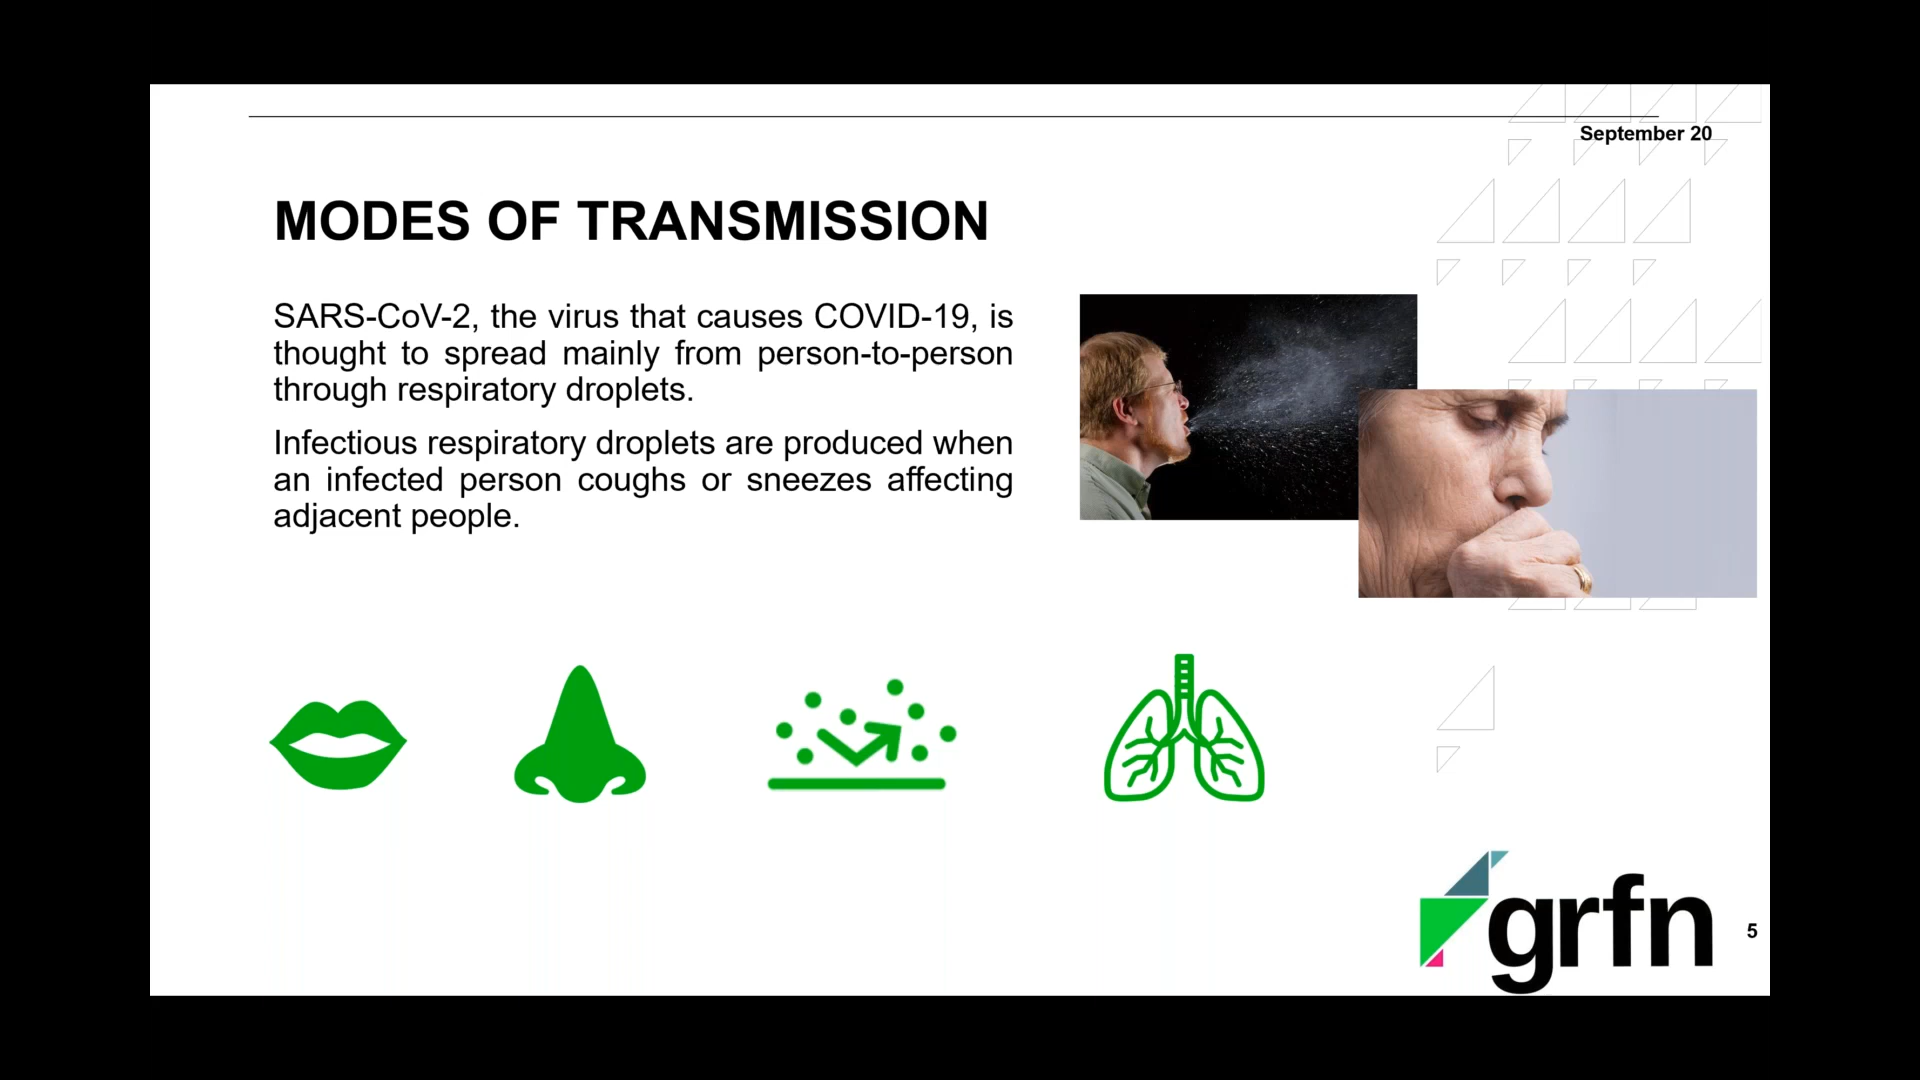 September 20
MODES OF TRANSMISSION
SARS-CoV-2, the virus that causes COVID-19, is
thought to spread mainly from person-to-person
through respiratory droplets.
Infectious respiratory droplets are produced when
an infected person coughs or sneezes affecting
adjacent people.
grfn
5